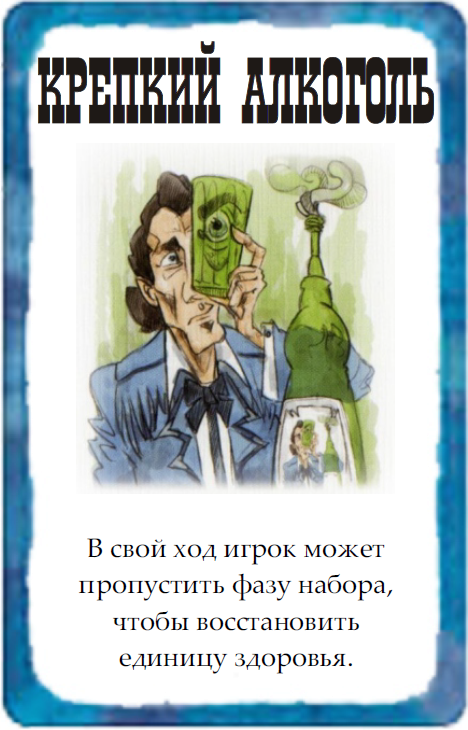 КРЕПКИЙ АЛКОГОЛЬ
В свой ход игрок может
пропустить фазу набора,
чтобы восстановить
единицу здоровья.